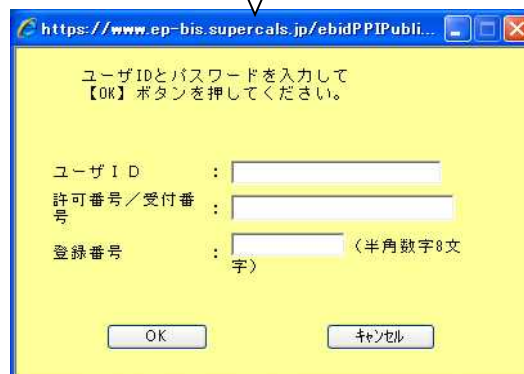 https://www.ep-bis.supercals.jp/ebidPPIPubli...
ユーザIDとパスワードを入力して
【OK】ボタンを押してください。
ユーザＩＤ ：
許可番号／受付番
号 ：
登録番号 ： （半角数字8文
字）
OK キャンセル